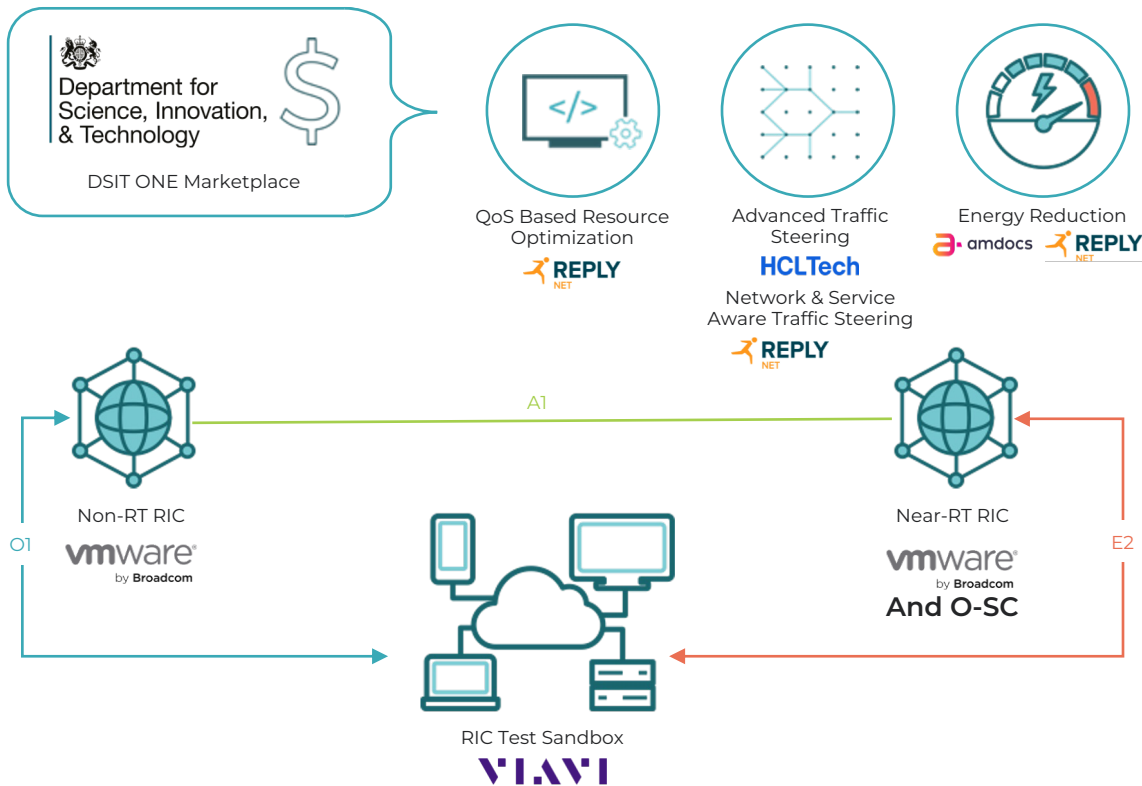 Department for
Science, Innovation,
& Technology
$
DSIT ONE Marketplace
</>
QoS Based Resource
Optimization
REPLY
NET
Advanced Traffic
Steering
HCLTech
Network & Service
Aware Traffic Steering
REPLY
NET
Energy Reduction
a amdocs
REPLY
NET
A1
Non-RT RIC
vmware®
by Broadcom
O1
Near-RT RIC
vmware®
by Broadcom
And O-SC
E2
RIC Test Sandbox
VIAVI